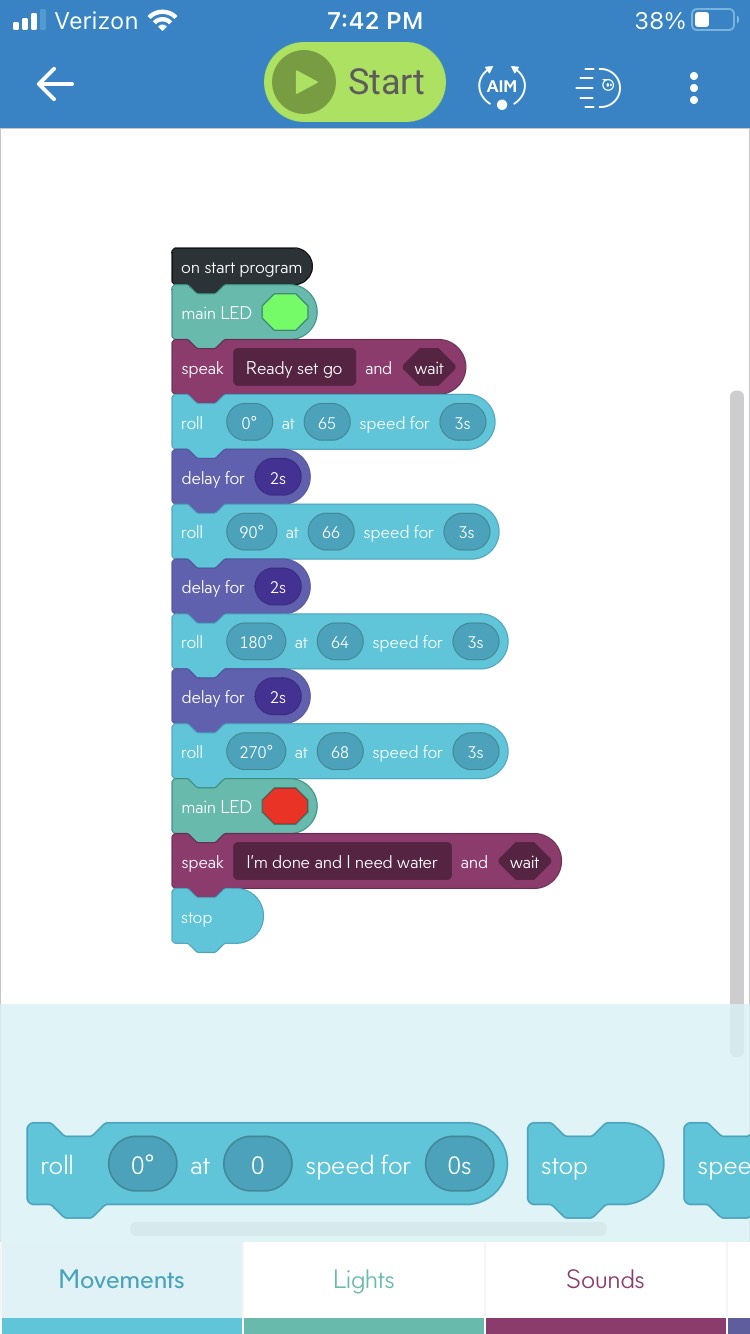 Verizon 7:42 PM 38%
Start AIM
on start program
main LED
speak Ready set go and wait
roll 0° at 65 speed for 3s
delay for 2s
roll 90° at 66 speed for 3s
delay for 2s
roll 180° at 64 speed for 3s
delay for 2s
roll 270° at 68 speed for 3s
main LED
speak I'm done and I need water and wait
stop
roll 0° at 0 speed for 0s stop spee
Movements Lights Sounds